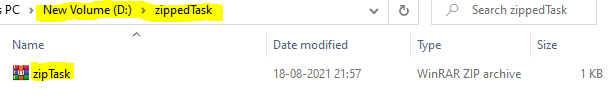 s PC > New Volume (D:) > zippedTask Search zippedTask
Name Date modified Type Size
zipTask 18-08-2021 21:57 WinRAR ZIP archive 1 KB